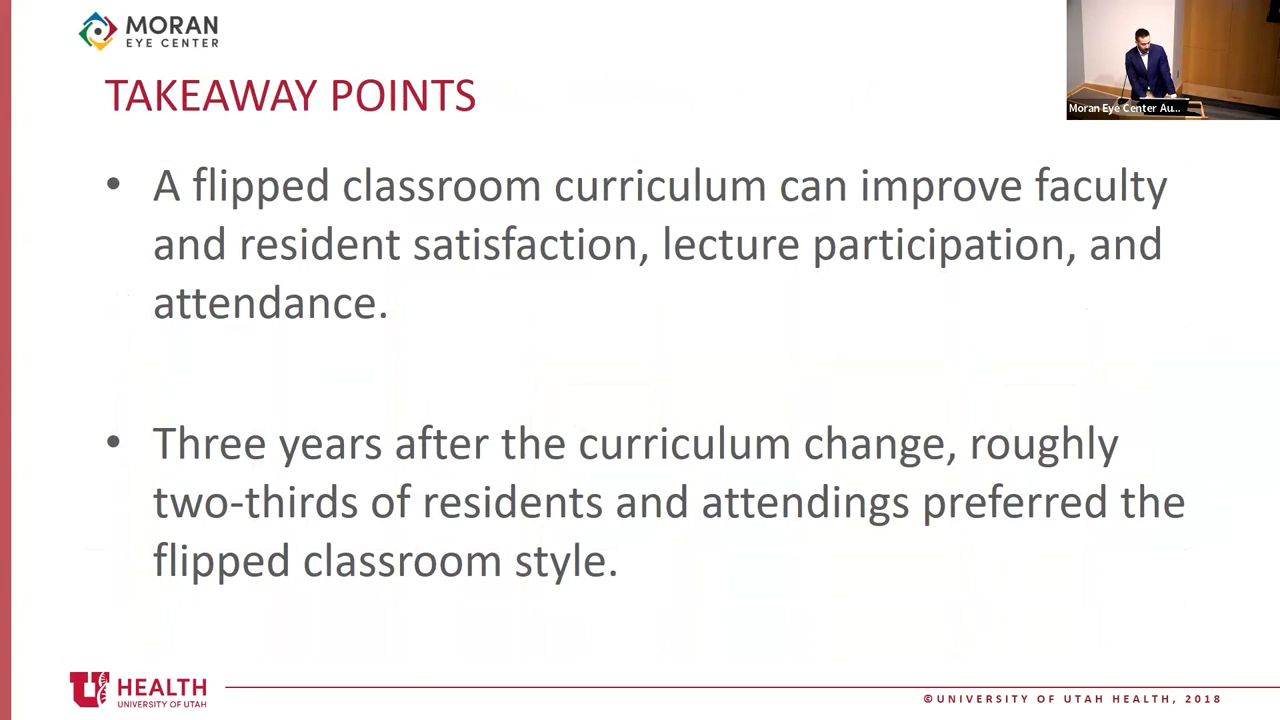 MORAN
EYE CENTER
Moran Eye Center Au...
TAKEAWAY POINTS
• A flipped classroom curriculum can improve faculty
and resident satisfaction, lecture participation, and
attendance.
• Three years after the curriculum change, roughly
two-thirds of residents and attendings preferred the
flipped classroom style.
U HEALTH
UNIVERSITY OF UTAH
©UNIVERSITY OF UTAH HEALTH, 2018